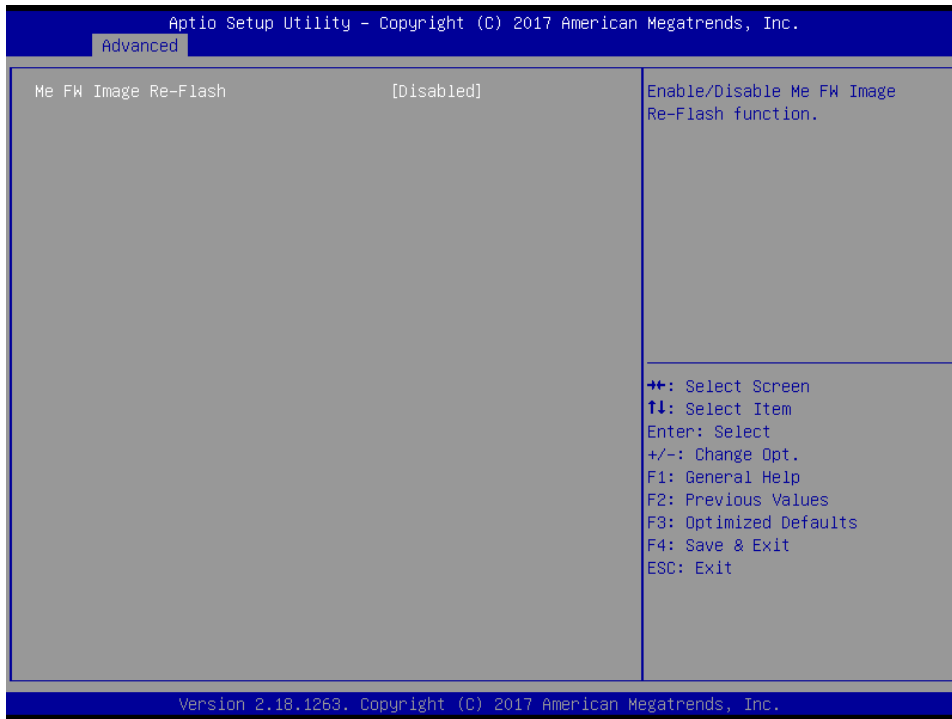 Aptio Setup Utility – Copyright (C) 2017 American Megatrends, Inc.
Advanced
Me FW Image Re-Flash [Disabled]
Enable/Disable Me FW Image
Re-Flash function.
→←: Select Screen
↑↓: Select Item
Enter: Select
+/-: Change Opt.
F1: General Help
F2: Previous Values
F3: Optimized Defaults
F4: Save & Exit
ESC: Exit
Version 2.18.1263. Copyright (C) 2017 American Megatrends, Inc.